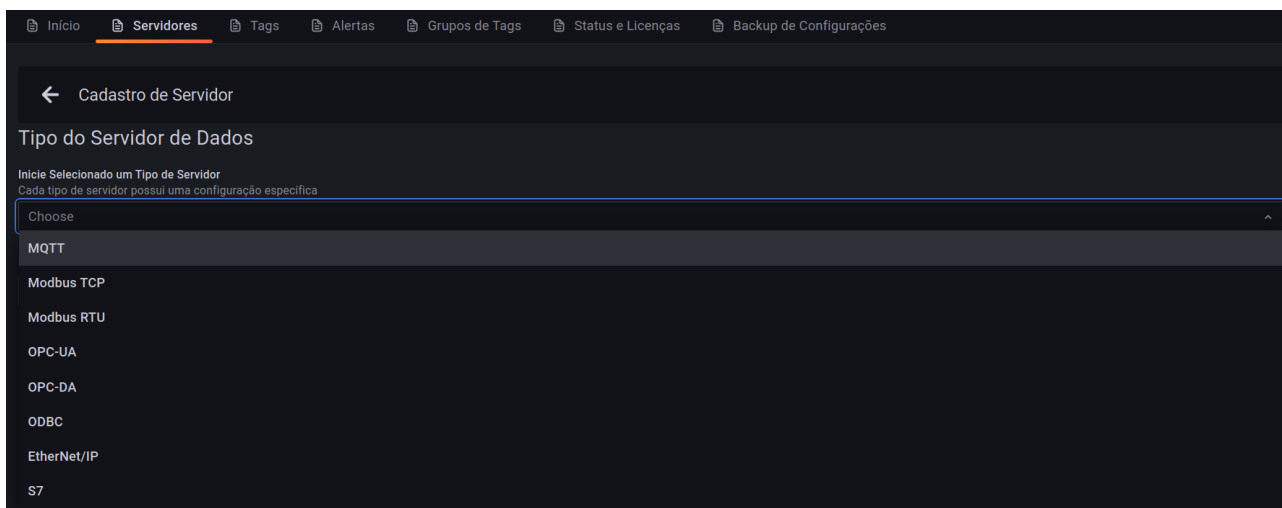 Início Servidores Tags Alertas Grupos de Tags Status e Licenças Backup de Configurações
Cadastro de Servidor
Tipo do Servidor de Dados
Inicie Selecionado um Tipo de Servidor
Cada tipo de servidor possui uma configuração específica
Choose
MQTT
Modbus TCP
Modbus RTU
OPC-UA
OPC-DA
ODBC
EtherNet/IP
S7